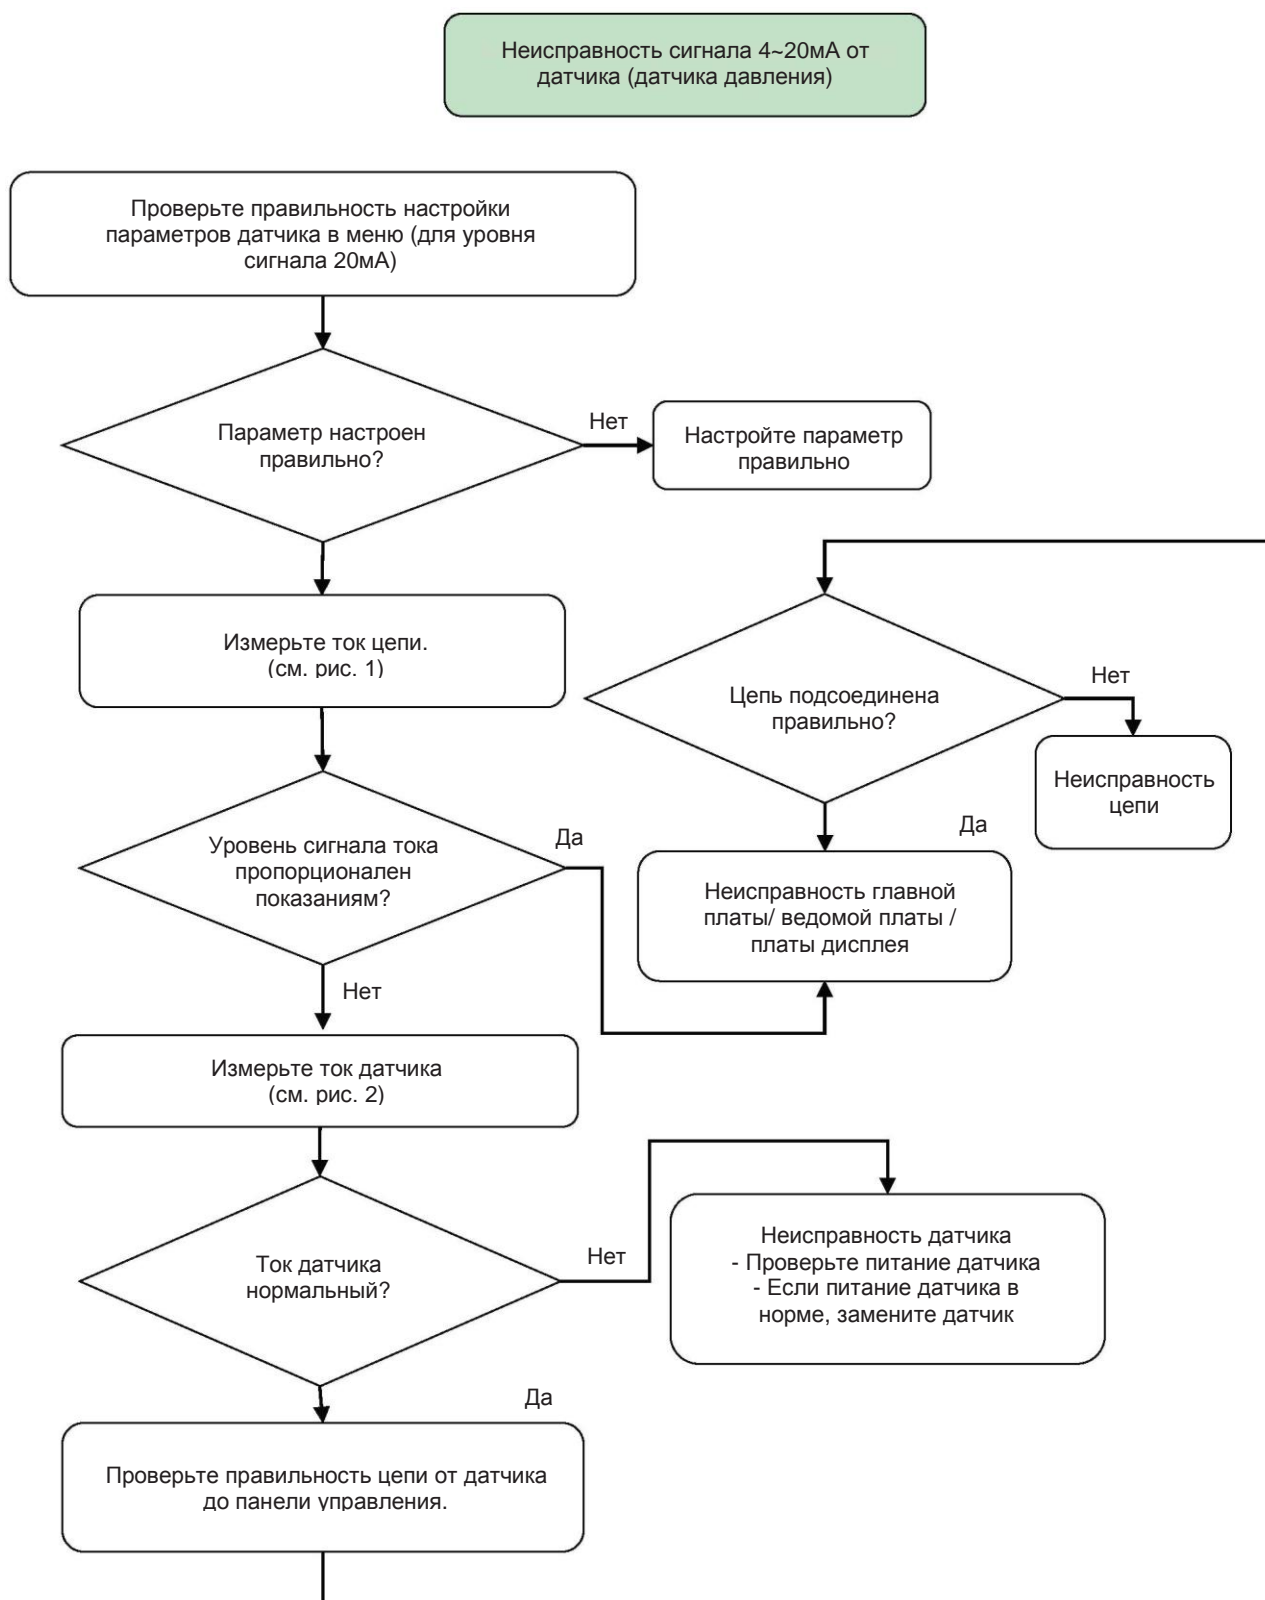 Неисправность сигнала 4~20мА от
датчика (датчика давления)
Проверьте правильность настройки
параметров датчика в меню (для уровня
сигнала 20мА)
Параметр настроен
правильно?
Нет
Настройте параметр
правильно
Измерьте ток цепи.
(см. рис. 1)
Цепь подсоединена
правильно?
Нет
Неисправность
цепи
Да
Уровень сигнала тока
пропорционален
показаниям?
Да
Неисправность главной
платы/ ведомой платы /
платы дисплея
Нет
Измерьте ток датчика
(см. рис. 2)
Ток датчика
нормальный?
Нет
Неисправность датчика
- Проверьте питание датчика
- Если питание датчика в
норме, замените датчик
Да
Проверьте правильность цепи от датчика
до панели управления.